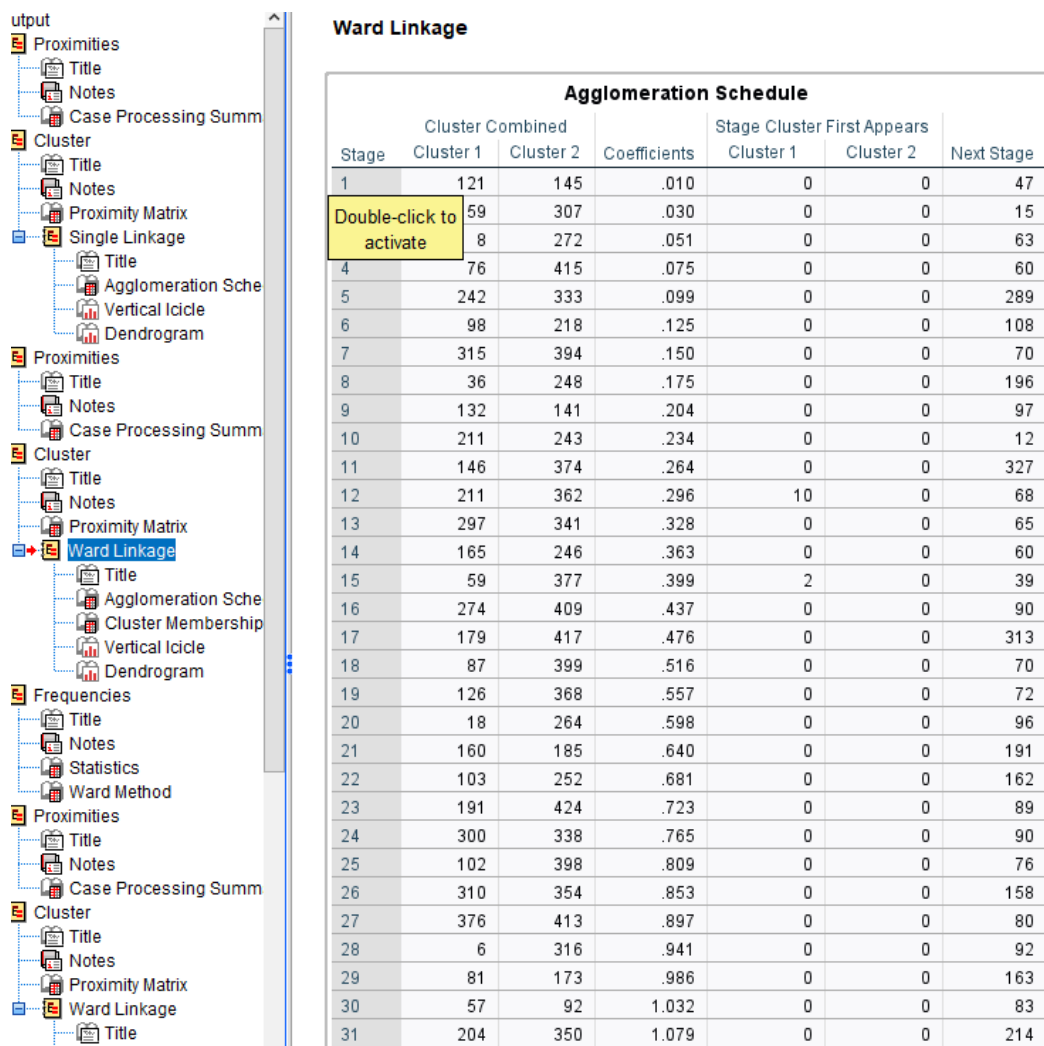 utput
Proximities
Title
Notes
Case Processing Summ
Cluster
Title
Notes
Proximity Matrix
Single Linkage
Title
Agglomeration Sche
Vertical Icicle
Dendrogram
Proximities
Title
Notes
Case Processing Summ
Cluster
Title
Notes
Proximity Matrix
Ward Linkage
Title
Agglomeration Sche
Cluster Membership
Vertical Icicle
Dendrogram
Frequencies
Title
Notes
Statistics
Ward Method
Proximities
Title
Notes
Case Processing Summ
Cluster
Title
Notes
Proximity Matrix
Ward Linkage
Title
Ward Linkage
Agglomeration Schedule
Cluster Combined Stage Cluster First Appears
Stage Cluster 1 Cluster 2 Coefficients Cluster 1 Cluster 2 Next Stage
1 121 145 .010 0 0 47
59 307 .030 0 0 15
8 272 .051 0 0 63
Double-click to
activate
4 76 415 .075 0 0 60
5 242 333 .099 0 0 289
6 98 218 .125 0 0 108
7 315 394 .150 0 0 70
8 36 248 .175 0 0 196
9 132 141 .204 0 0 97
10 211 243 .234 0 0 12
11 146 374 .264 0 0 327
12 211 362 .296 10 0 68
13 297 341 .328 0 0 65
14 165 246 .363 0 0 60
15 59 377 .399 2 0 39
16 274 409 .437 0 0 90
17 179 417 .476 0 0 313
18 87 399 .516 0 0 70
19 126 368 .557 0 0 72
20 18 264 .598 0 0 96
21 160 185 .640 0 0 191
22 103 252 .681 0 0 162
23 191 424 .723 0 0 89
24 300 338 .765 0 0 90
25 102 398 .809 0 0 76
26 310 354 .853 0 0 158
27 376 413 .897 0 0 80
28 6 316 .941 0 0 92
29 81 173 .986 0 0 163
30 57 92 1.032 0 0 83
31 204 350 1.079 0 0 214